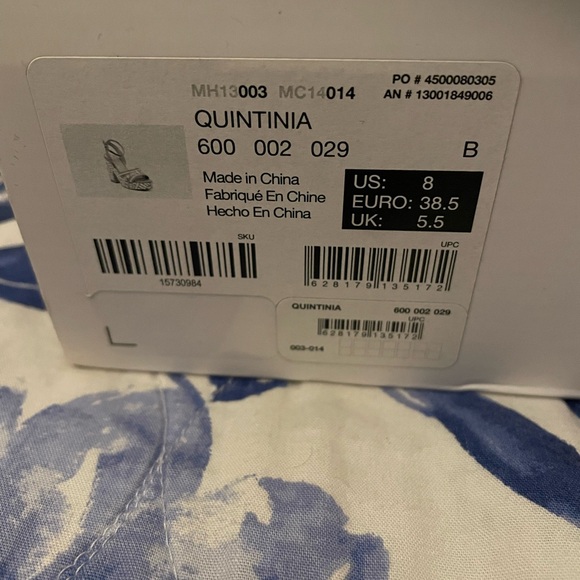 MH13003 MC14014
PO # 4500080305
AN # 13001849006
QUINTINIA
600 002 029 B
Made in China
Fabriqué En Chine
Hecho En China
US: 8
EURO: 38.5
UK: 5.5
SKU
15730984
UPC
628179135172
QUINTINIA 600 002 029
UPC
628179135172
003-014